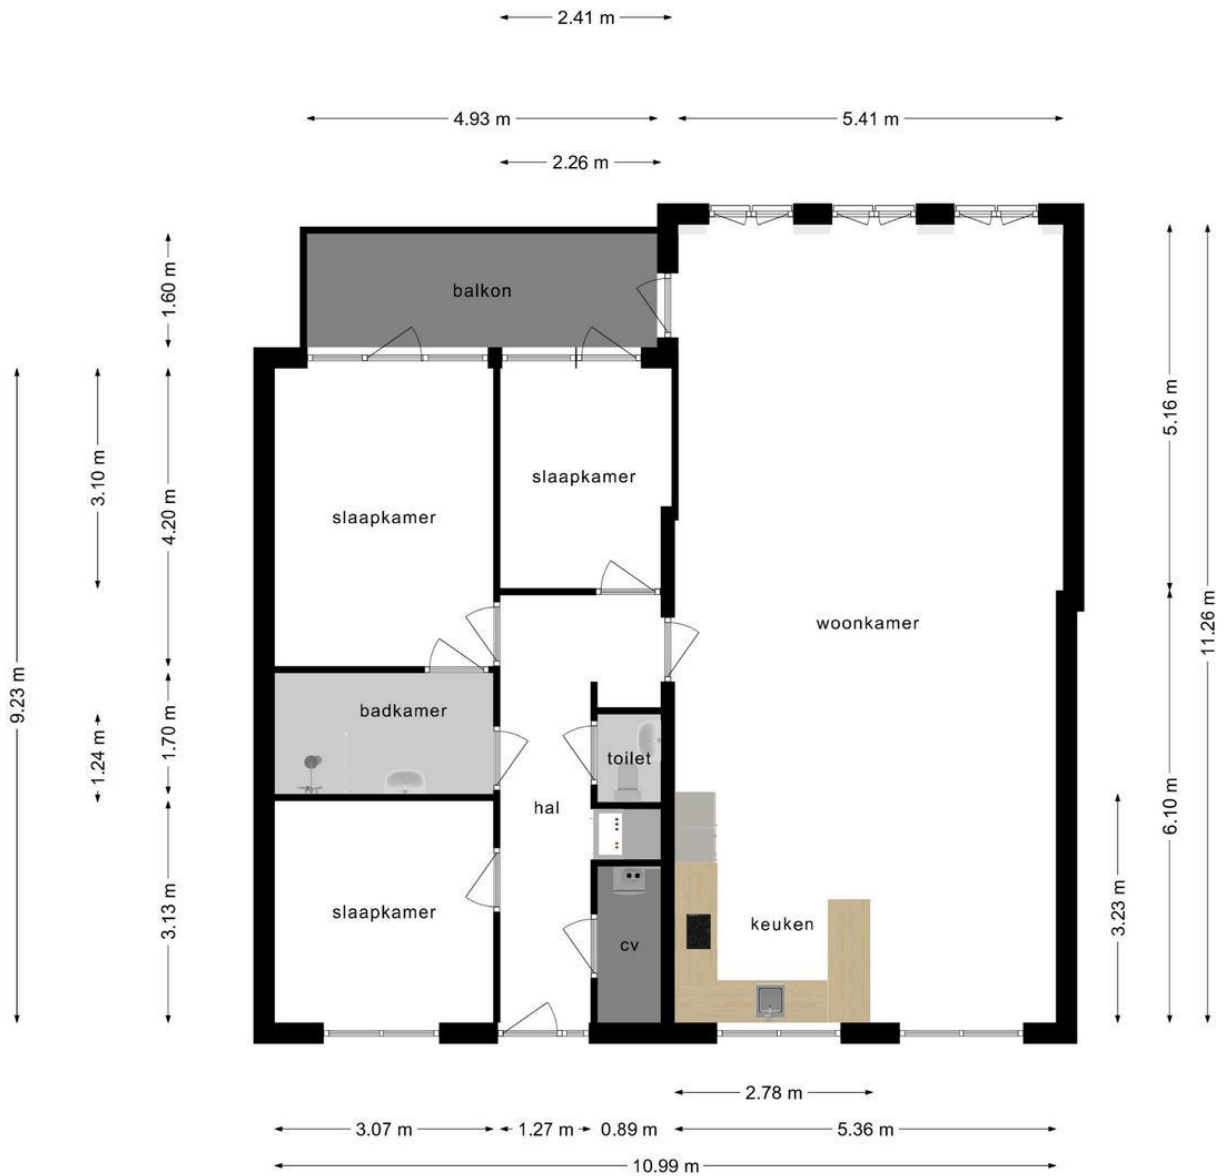 2.41 m
4.93 m
5.41 m
2.26 m
1.60 m
balkon
5.16 m
11.26 m
9.23 m
3.10 m
4.20 m
slaapkamer
slaapkamer
woonkamer
1.24 m
1.70 m
badkamer
toilet
hal
6.10 m
3.13 m
slaapkamer
cv
keuken
3.23 m
2.78 m
3.07 m
1.27 m
0.89 m
5.36 m
10.99 m